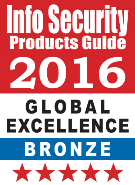 Info Security
Products Guide
2016
GLOBAL
EXCELLENCE
BRONZE